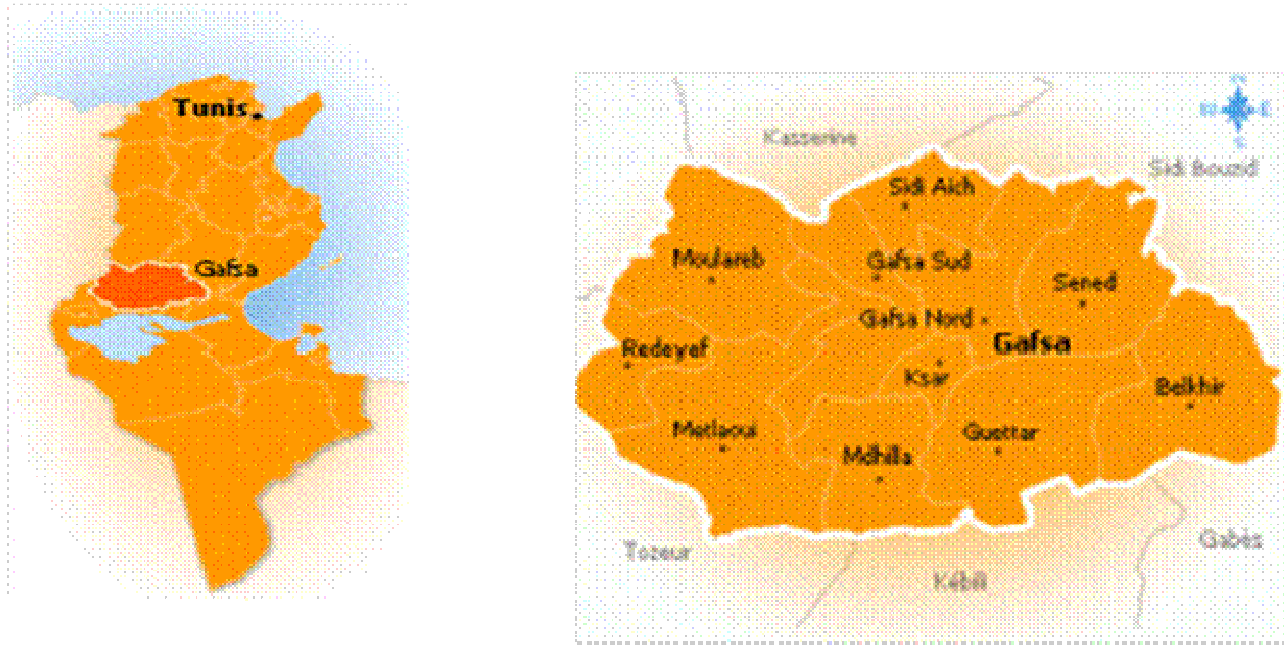 Tunis
Gafsa
N
E
Kasserine
Sidi Bouzid
Sidi Aich
Moulareb
Gafsa Sud
Sened
Gafsa Nord
Gafsa
Redeyef
Ksar
Belkhir
Metlaoui
Mdhilla
Guettar
Tozeur
Kébili
Gabès